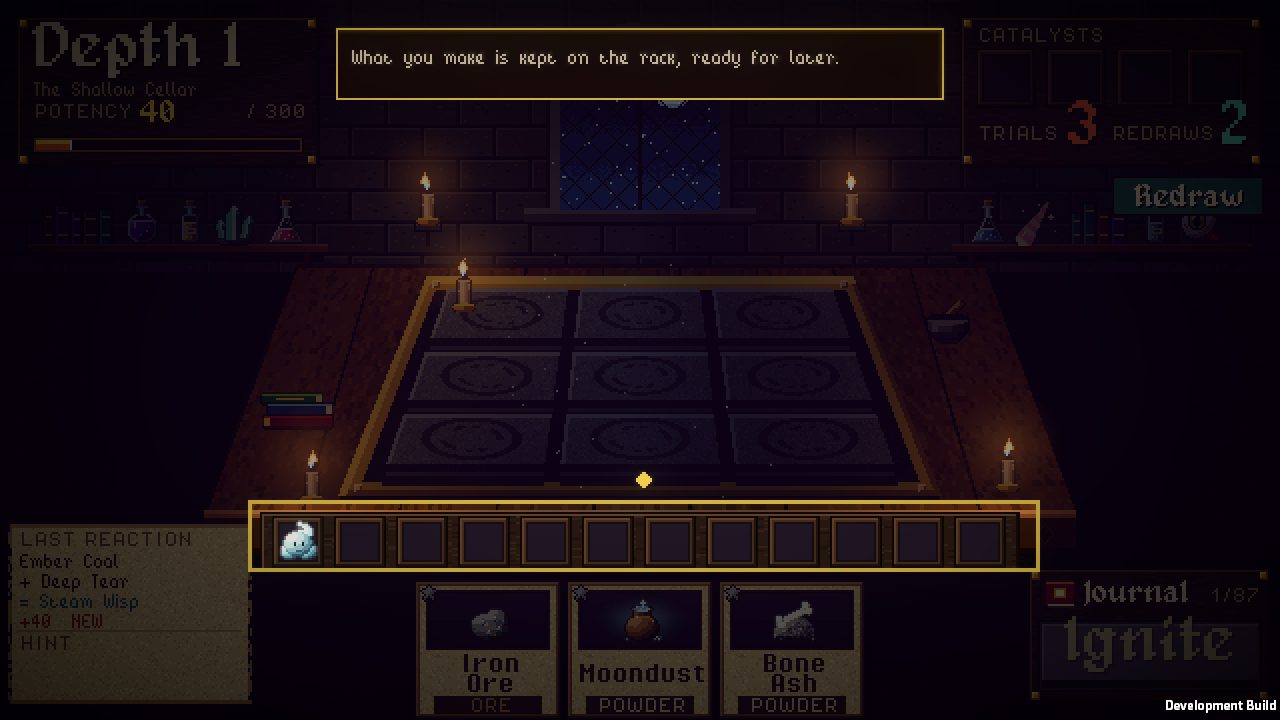 Depth 1
The Shallow Cellar
POTENCY 40 / 300
What you make is kept on the rack, ready for later.
CATALYSTS
TRIALS 3 REDRAWS 2
Redraw
LAST REACTION
Ember Coal
+ Deep Tear
= Steam Wisp
+40 NEW
HINT
Iron
Ore
ORE
Moondust
POWDER
Bone
Ash
POWDER
Journal 1/87
Ignite
Development Build